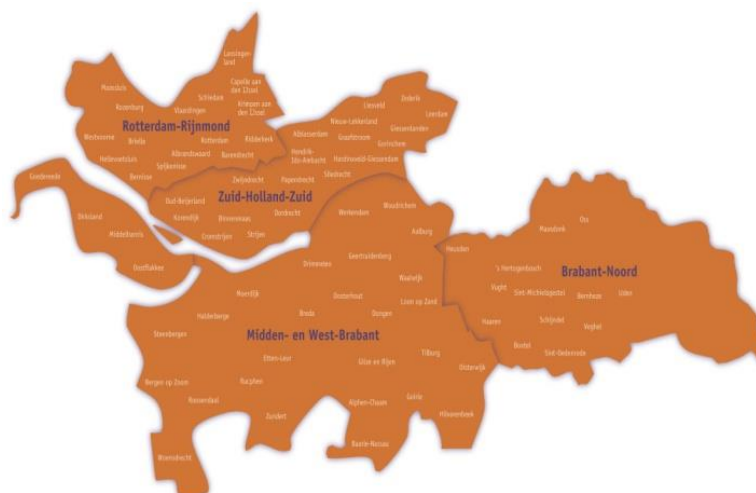 Lansinger-
land
Maassluis
Capelle aan
den IJssel
Schiedam
Rozenburg
Vlaardingen
Krimpen aan
den IJssel
Rotterdam-Rijnmond
Westvoorne
Brielle
Rotterdam
Ridderkerk
Hellevoetsluis
Albrandswaard
Barendrecht
Spijkenisse
Bernisse
Zederik
Liesveld
Leerdam
Nieuw-Lekkerland
Giessenlanden
Alblasserdam
Graafstroom
Gorinchem
Hendrik-
Ido-Ambacht
Hardinxveld-Giessendam
Sliedrecht
Zwijndrecht
Papendrecht
Zuid-Holland-Zuid
Oud-Beijerland
Korendijk
Binnenmaas
Dordrecht
Cromstrijen
Strijen
Goedereede
Dirksland
Middelharnis
Oostflakkee
Werkendam
Woudrichem
Aalburg
Geertruidenberg
Drimmelen
Waalwijk
Moerdijk
Oosterhout
Loon op Zand
Halderberge
Breda
Dongen
Steenbergen
Midden- en West-Brabant
Etten-Leur
Gilze en Rijen
Tilburg
Oisterwijk
Bergen op Zoom
Rucphen
Roosendaal
Alphen-Chaam
Goirle
Zundert
Hilvarenbeek
Baarle-Nassau
Woensdrecht
Oss
Maasdonk
Heusden
's Hertogenbosch
Brabant-Noord
Vught
Sint-Michielsgestel
Bernheze
Uden
Haaren
Schijndel
Veghel
Boxtel
Sint-Oedenrode